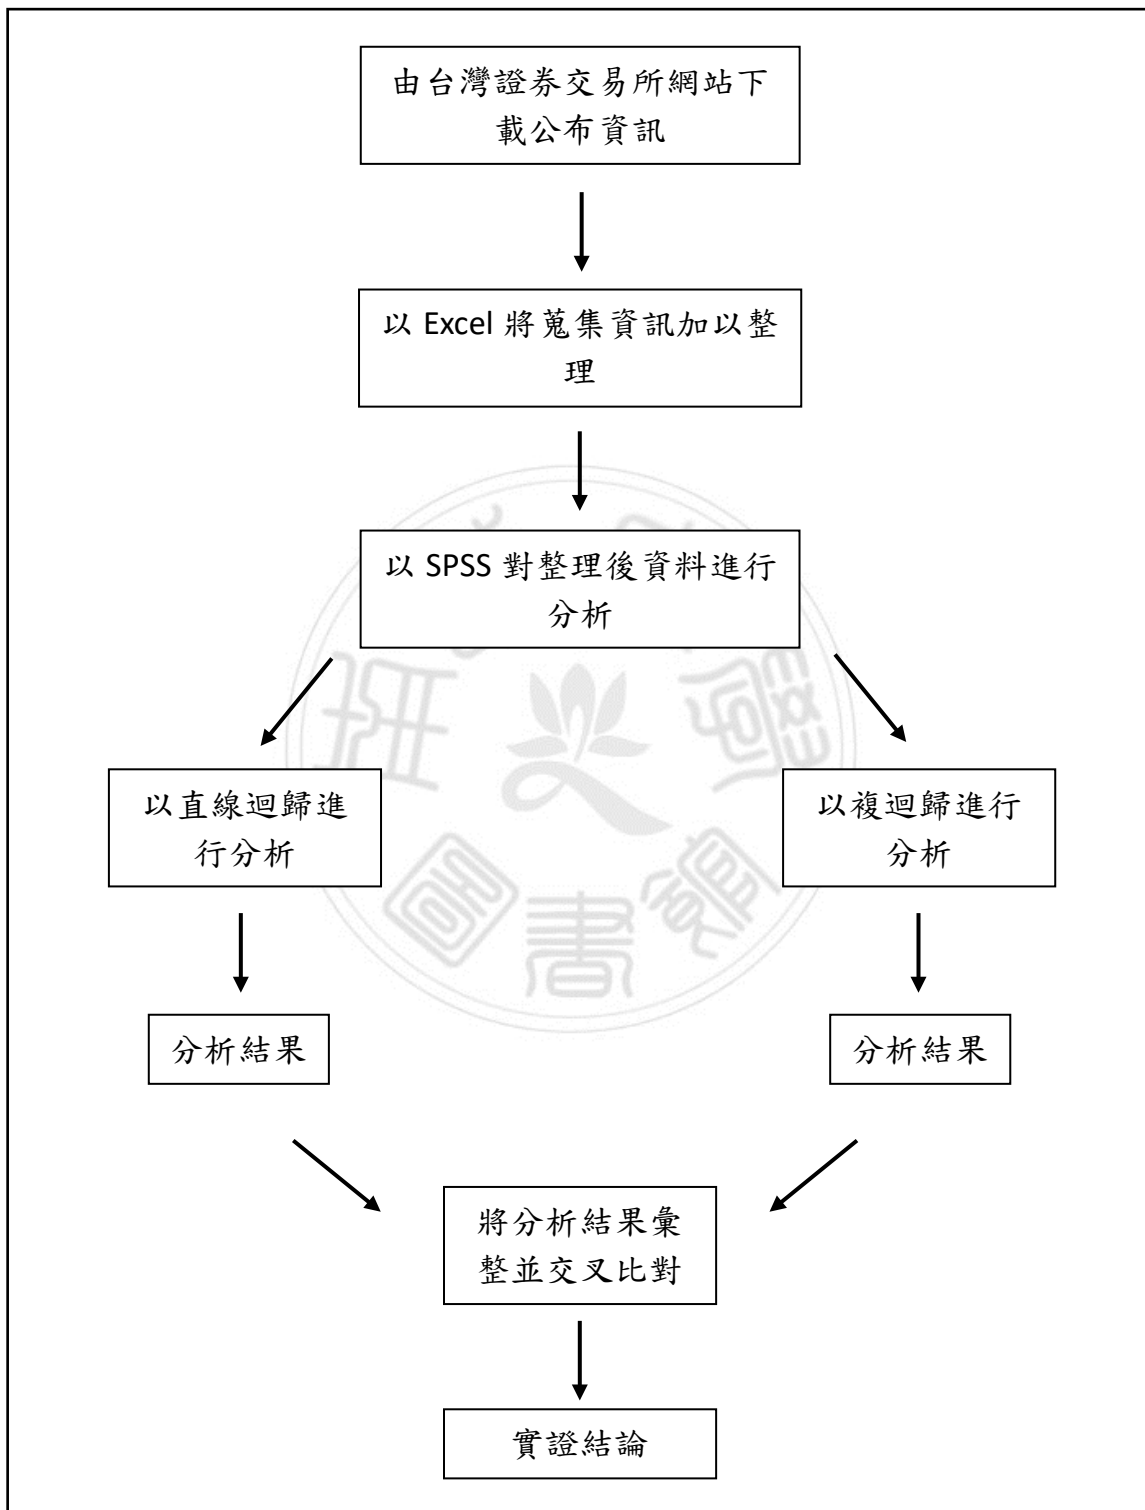 由台灣證券交易所網站下
載公布資訊
以 Excel 將蒐集資訊加以整
理
以 SPSS 對整理後資料進行
分析
以直線迴歸進
行分析
以複迴歸進行
分析
分析結果
分析結果
將分析結果彙
整並交叉比對
實證結論